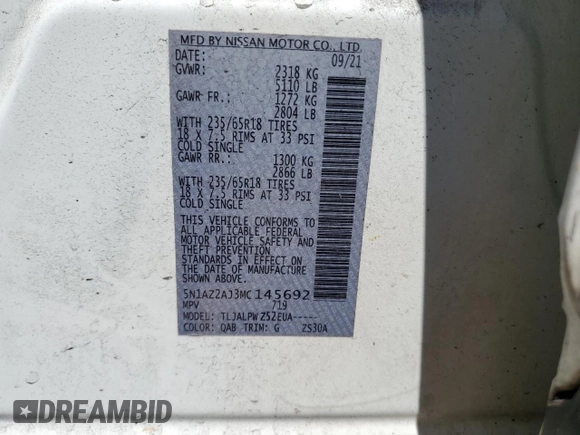 MFD BY NISSAN MOTOR CO., LTD.
DATE: 09/21
GVWR: 2318 KG
5110 LB
GAWR FR.: 1272 KG
2804 LB
WITH 235/65R18 TIRES
18 X 7.5 RIMS AT 33 PSI
COLD SINGLE
GAWR RR.: 1300 KG
2866 LB
WITH 235/65R18 TIRES
18 X 7.5 RIMS AT 33 PSI
COLD SINGLE
THIS VEHICLE CONFORMS TO
ALL APPLICABLE FEDERAL
MOTOR VEHICLE SAFETY AND
THEFT PREVENTION
STANDARDS IN EFFECT ON
THE DATE OF MANUFACTURE
SHOWN ABOVE.
5N1AZ2AJ3MC145692
MPV 719
MODEL: TLJALPWZ52EUA-----
COLOR: QAB TRIM: G ZS30A
DREAMBID